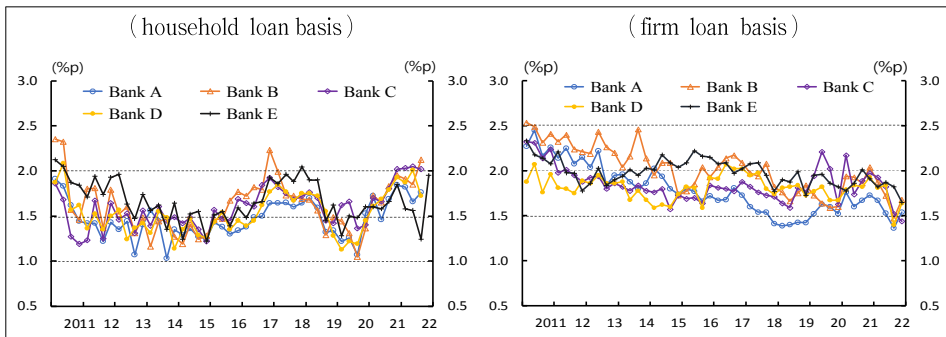 ( household loan basis )
(%p) (%p)
3.0 3.0
Bank A Bank B Bank C
Bank D Bank E
2.5 2.5
2.0 2.0
1.5 1.5
1.0 1.0
0.5 0.5
2011 12 13 14 15 16 17 18 19 20 21 22
( firm loan basis )
(%p) (%p)
3.0 3.0
Bank A Bank B Bank C
Bank D Bank E
2.5 2.5
2.0 2.0
1.5 1.5
1.0 1.0
0.5 0.5
2011 12 13 14 15 16 17 18 19 20 21 22